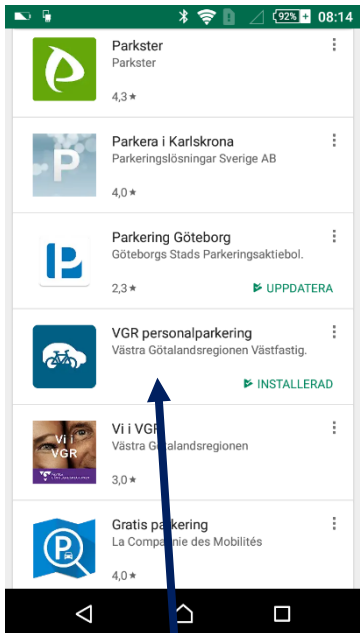 92% 08:14
Parkster
Parkster
4,3★
P
Parkera i Karlskrona
Parkeringslösningar Sverige AB
4,0★
P
Parkering Göteborg
Göteborgs Stads Parkeringsaktiebol.
2,3★
UPPDATERA
VGR personalparkering
Västra Götalandsregionen Västfastig.
INSTALLERAD
Vi i
VGR
Vi i VGR
Västra Götalandsregionen
3,0★
P
Gratis parkering
La Compagnie des Mobilités
4,0★